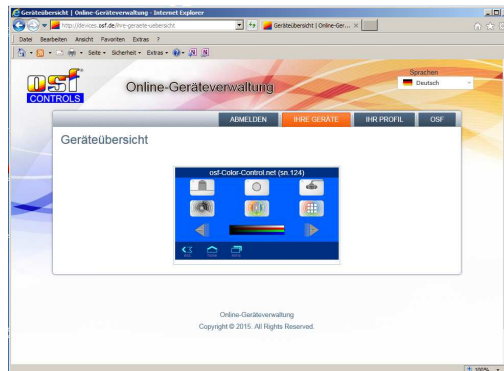 Geräteübersicht | Online-Geräteverwaltung - Internet Explorer
http://devices.osf.de/ihre-geraete-uebersicht
Geräteübersicht | Online-Ger...
Datei Bearbeiten Ansicht Favoriten Extras ?
Seite Sicherheit Extras
osf
CONTROLS
Online-Geräteverwaltung
Sprachen
Deutsch
ABMELDEN IHRE GERÄTE IHR PROFIL OSF
Geräteübersicht
osf-Color-Control.net (sn.124)
Online-Geräteverwaltung
Copyright © 2015. All Rights Reserved.
100%